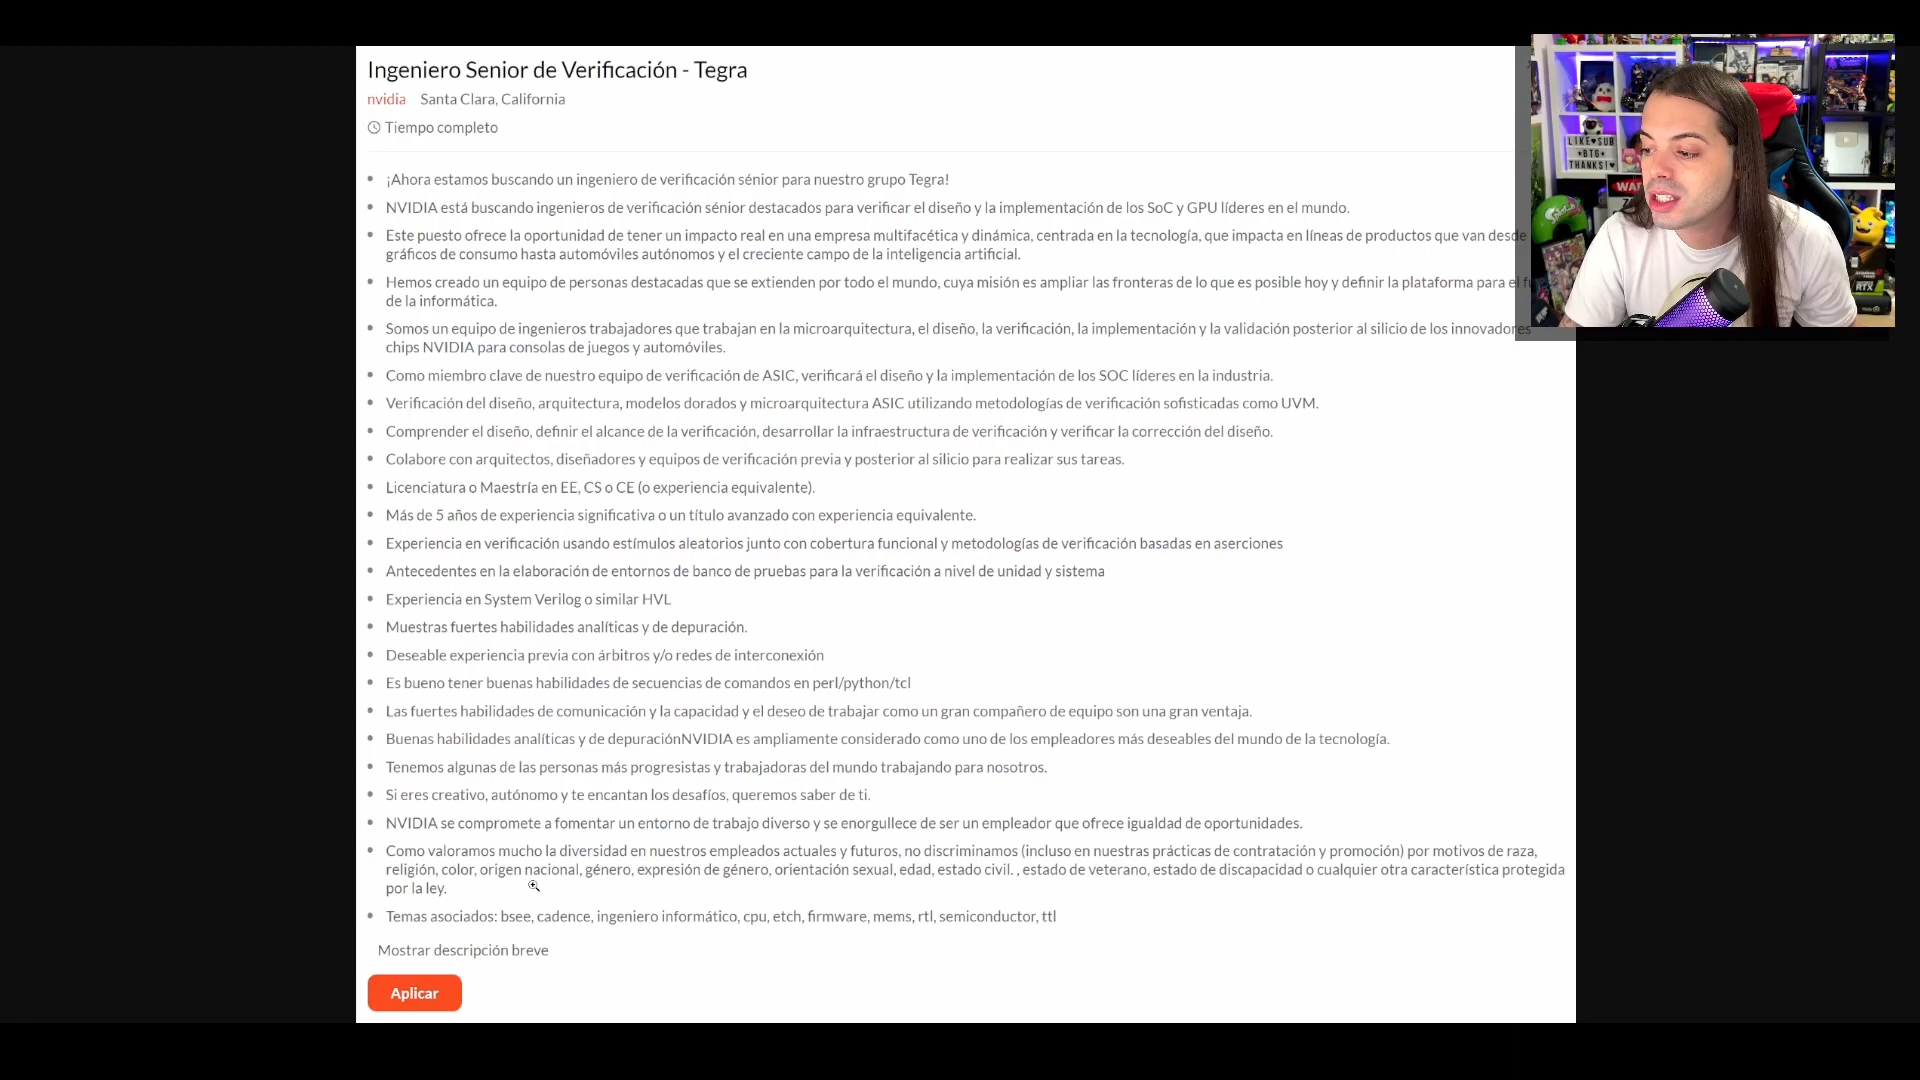 Ingeniero Senior de Verificación - Tegra
nvidia Santa Clara, California
Tiempo completo
¡Ahora estamos buscando un ingeniero de verificación sénior para nuestro grupo Tegra!
NVIDIA está buscando ingenieros de verificación sénior destacados para verificar el diseño y la implementación de los SoC y GPU líderes en el mundo.
Este puesto ofrece la oportunidad de tener un impacto real en una empresa multifacética y dinámica, centrada en la tecnología, que impacta en líneas de productos que van desde
gráficos de consumo hasta automóviles autónomos y el creciente campo de la inteligencia artificial.
Hemos creado un equipo de personas destacadas que se extienden por todo el mundo, cuya misión es ampliar las fronteras de lo que es posible hoy y definir la plataforma para el
de la informática.
Somos un equipo de ingenieros trabajadores que trabajan en la microarquitectura, el diseño, la verificación, la implementación y la validación posterior al silicio de los innovadores
chips NVIDIA para consolas de juegos y automóviles.
Como miembro clave de nuestro equipo de verificación de ASIC, verificará el diseño y la implementación de los SOC líderes en la industria.
Verificación del diseño, arquitectura, modelos dorados y microarquitectura ASIC utilizando metodologías de verificación sofisticadas como UVM.
Comprender el diseño, definir el alcance de la verificación, desarrollar la infraestructura de verificación y verificar la corrección del diseño.
Colabore con arquitectos, diseñadores y equipos de verificación previa y posterior al silicio para realizar sus tareas.
Licenciatura o Maestría en EE, CS o CE (o experiencia equivalente).
Más de 5 años de experiencia significativa o un título avanzado con experiencia equivalente.
Experiencia en verificación usando estímulos aleatorios junto con cobertura funcional y metodologías de verificación basadas en aserciones
Antecedentes en la elaboración de entornos de banco de pruebas para la verificación a nivel de unidad y sistema
Experiencia en System Verilog o similar HVL
Muestras fuertes habilidades analíticas y de depuración.
Deseable experiencia previa con árbitros y/o redes de interconexión
Es bueno tener buenas habilidades de secuencias de comandos en perl/python/tcl
Las fuertes habilidades de comunicación y la capacidad y el deseo de trabajar como un gran compañero de equipo son una gran ventaja.
Buenas habilidades analíticas y de depuraciónNVIDIA es ampliamente considerado como uno de los empleadores más deseables del mundo de la tecnología.
Tenemos algunas de las personas más progresistas y trabajadoras del mundo trabajando para nosotros.
Si eres creativo, autónomo y te encantan los desafíos, queremos saber de ti.
NVIDIA se compromete a fomentar un entorno de trabajo diverso y se enorgullece de ser un empleador que ofrece igualdad de oportunidades.
Como valoramos mucho la diversidad en nuestros empleados actuales y futuros, no discriminamos (incluso en nuestras prácticas de contratación y promoción) por motivos de raza,
religión, color, origen nacional, género, expresión de género, orientación sexual, edad, estado civil. , estado de veterano, estado de discapacidad o cualquier otra característica protegida
por la ley.
Temas asociados: bsee, cadence, ingeniero informático, cpu, etch, firmware, mems, rtl, semiconductor, ttl
Mostrar descripción breve
Aplicar
LIKE♥SUB
★BTG★
THANKS!♥
RTX